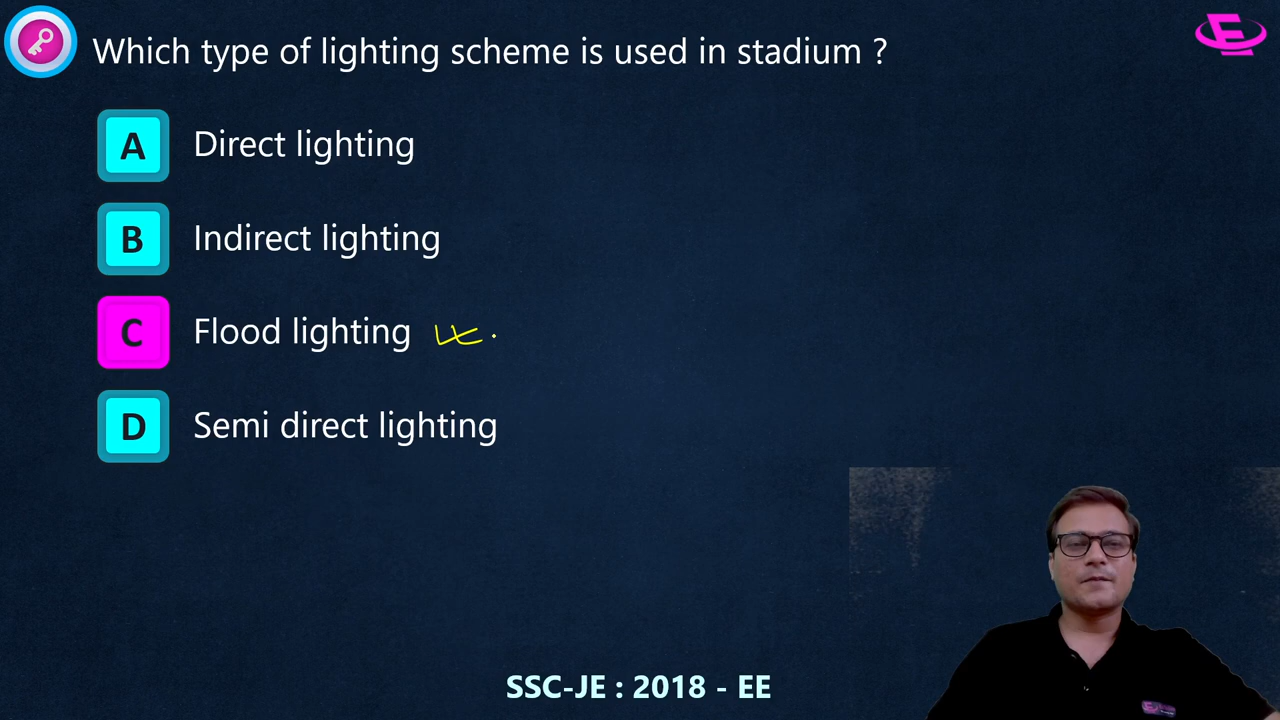 Which type of lighting scheme is used in stadium ?
A Direct lighting
B Indirect lighting
C Flood lighting
D Semi direct lighting
SSC-JE : 2018 - EE